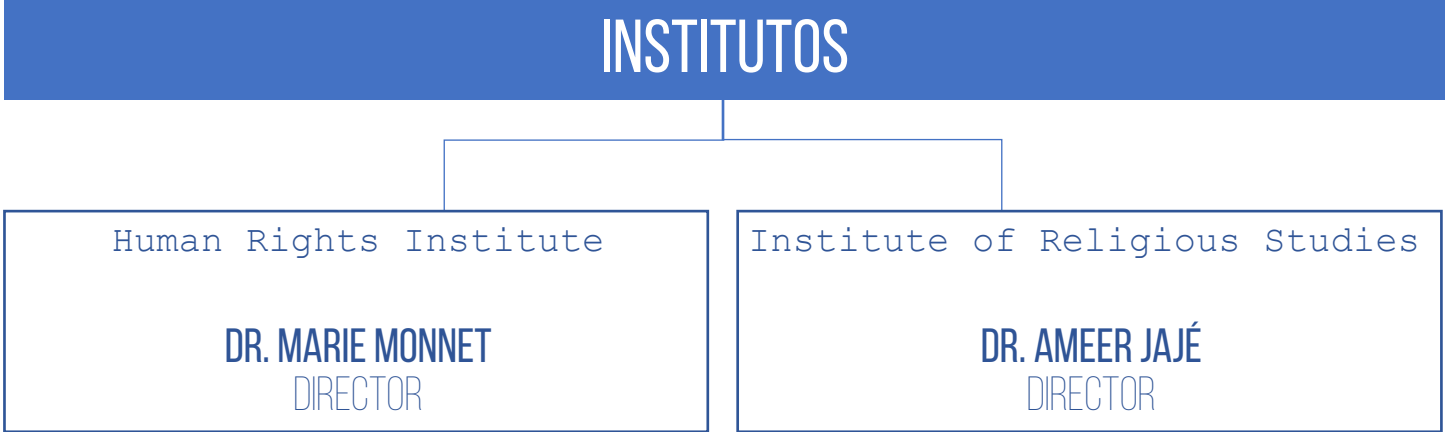 INSTITUTOS
Human Rights Institute
DR. MARIE MONNET
DIRECTOR
Institute of Religious Studies
DR. AMEER JAJÉ
DIRECTOR